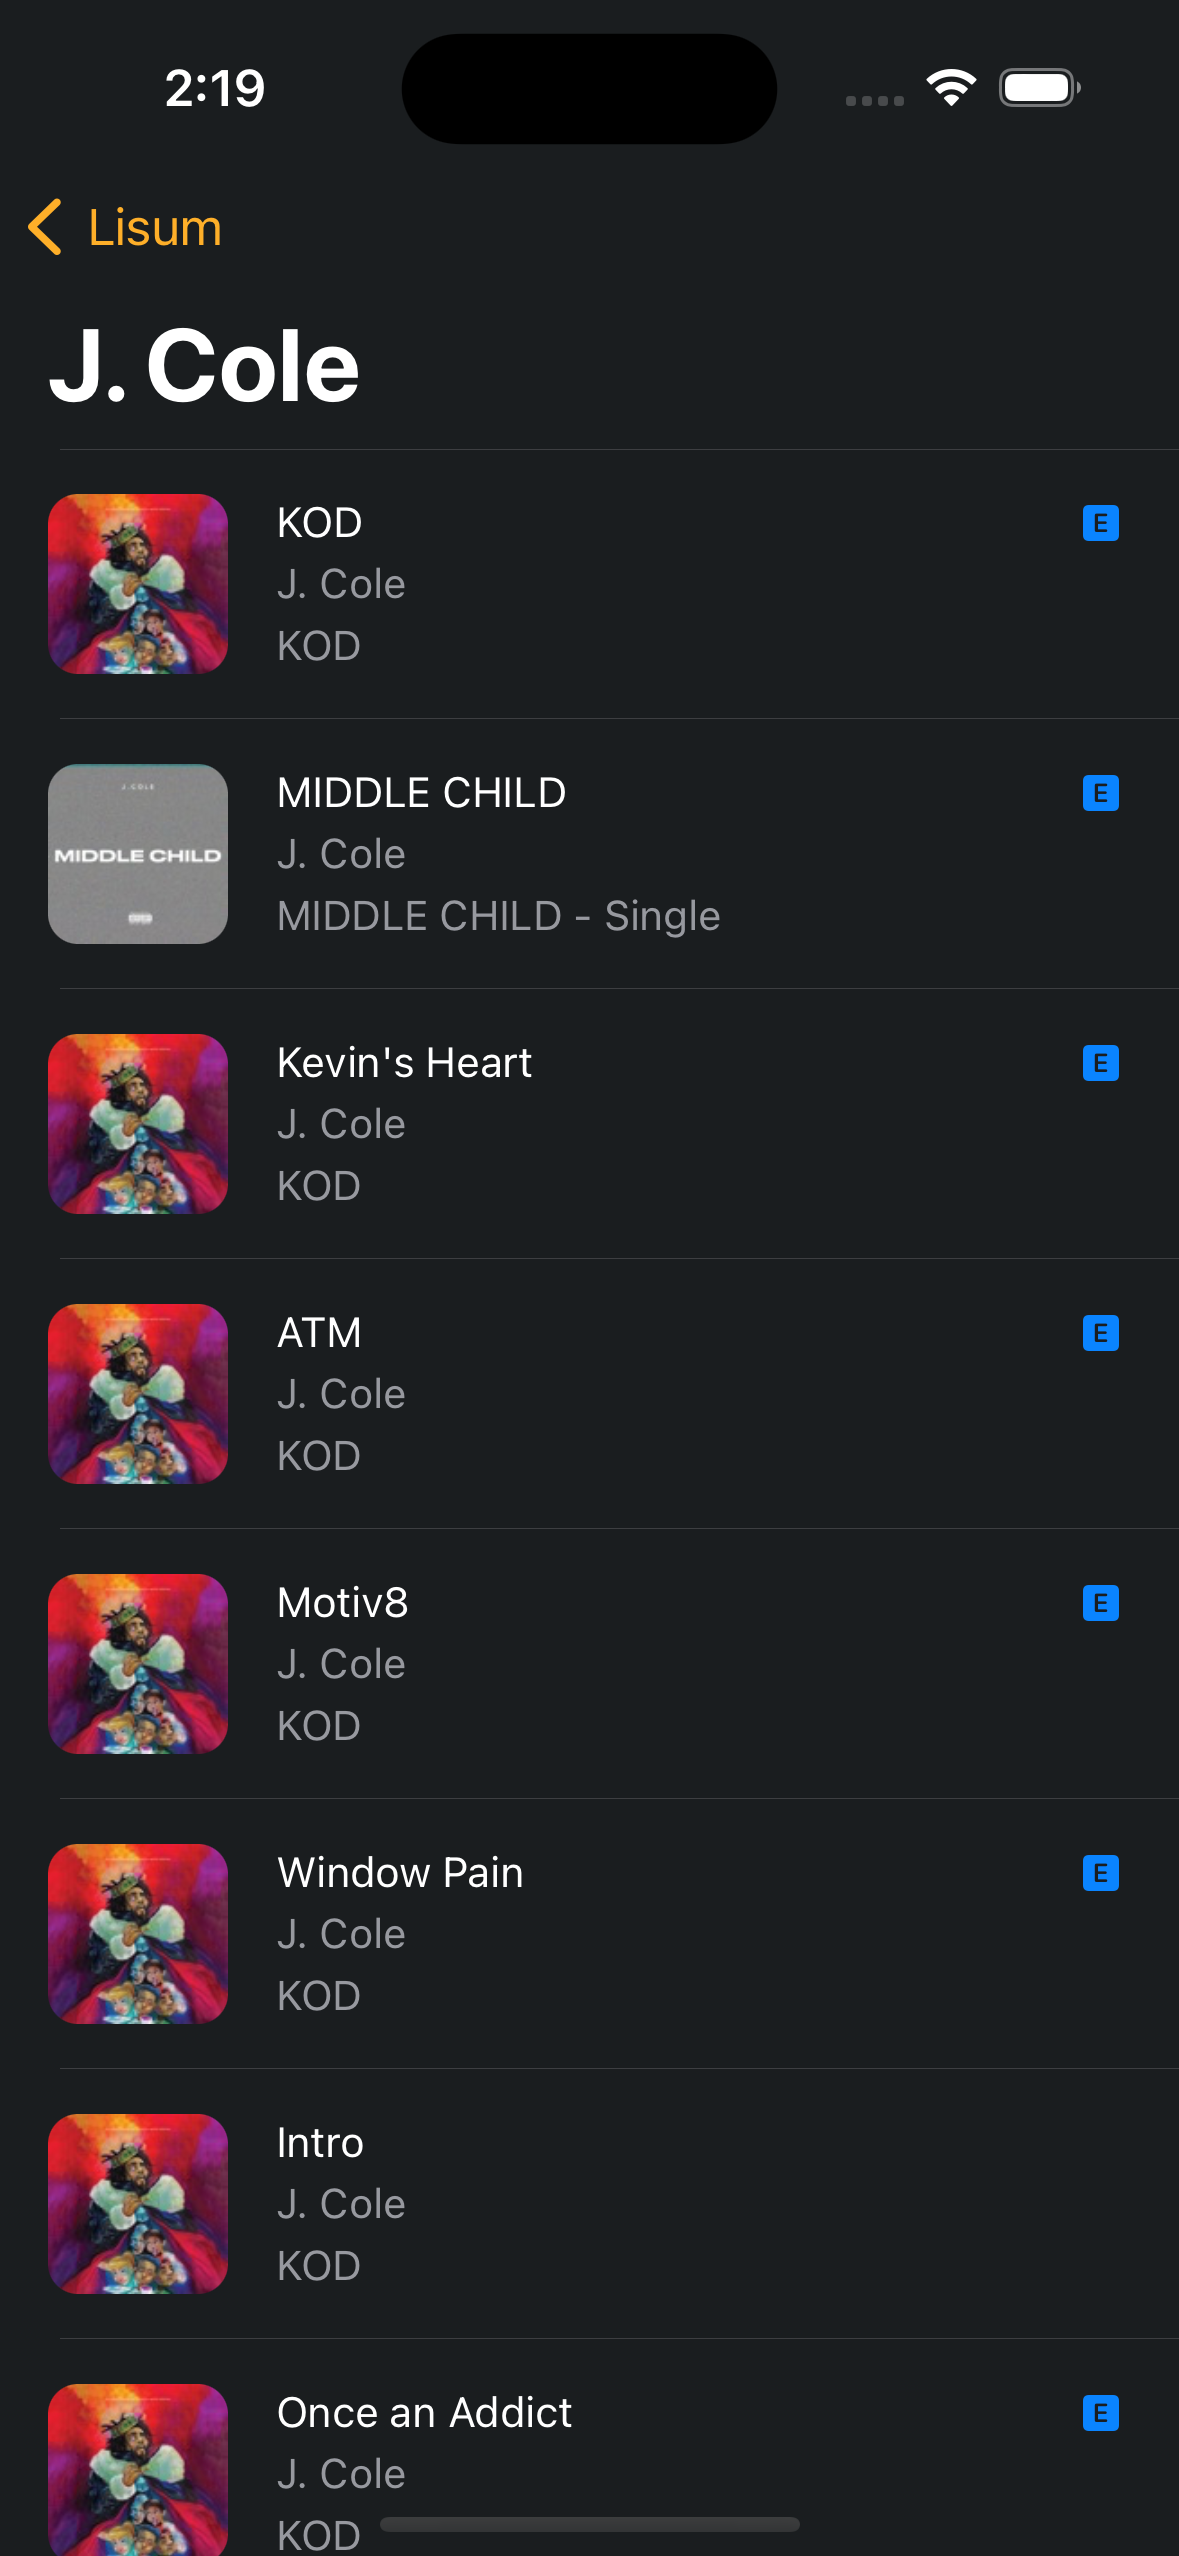 2:19
Lisum
J. Cole
KOD
E
J. Cole
KOD
J.COLE
MIDDLE CHILD
MIDDLE CHILD
E
J. Cole
MIDDLE CHILD - Single
Kevin's Heart
E
J. Cole
KOD
ATM
E
J. Cole
KOD
Motiv8
E
J. Cole
KOD
Window Pain
E
J. Cole
KOD
Intro
J. Cole
KOD
Once an Addict
E
J. Cole
KOD